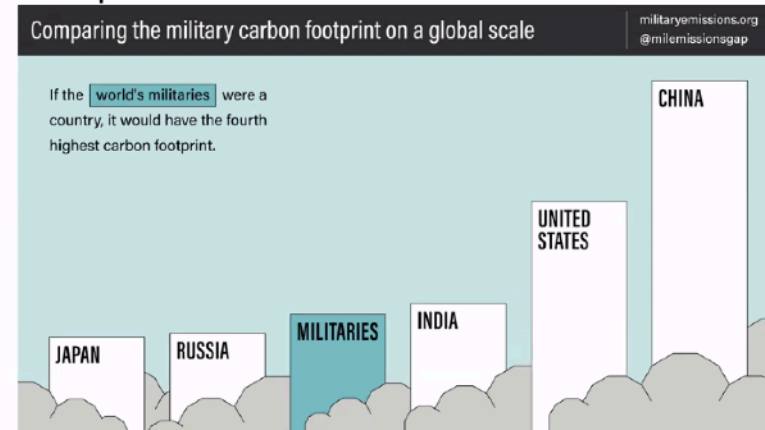 Comparing the military carbon footprint on a global scale
militaryemissions.org
@milemissionsgap
If the world's militaries were a
country, it would have the fourth
highest carbon footprint.
JAPAN
RUSSIA
MILITARIES
INDIA
UNITED
STATES
CHINA